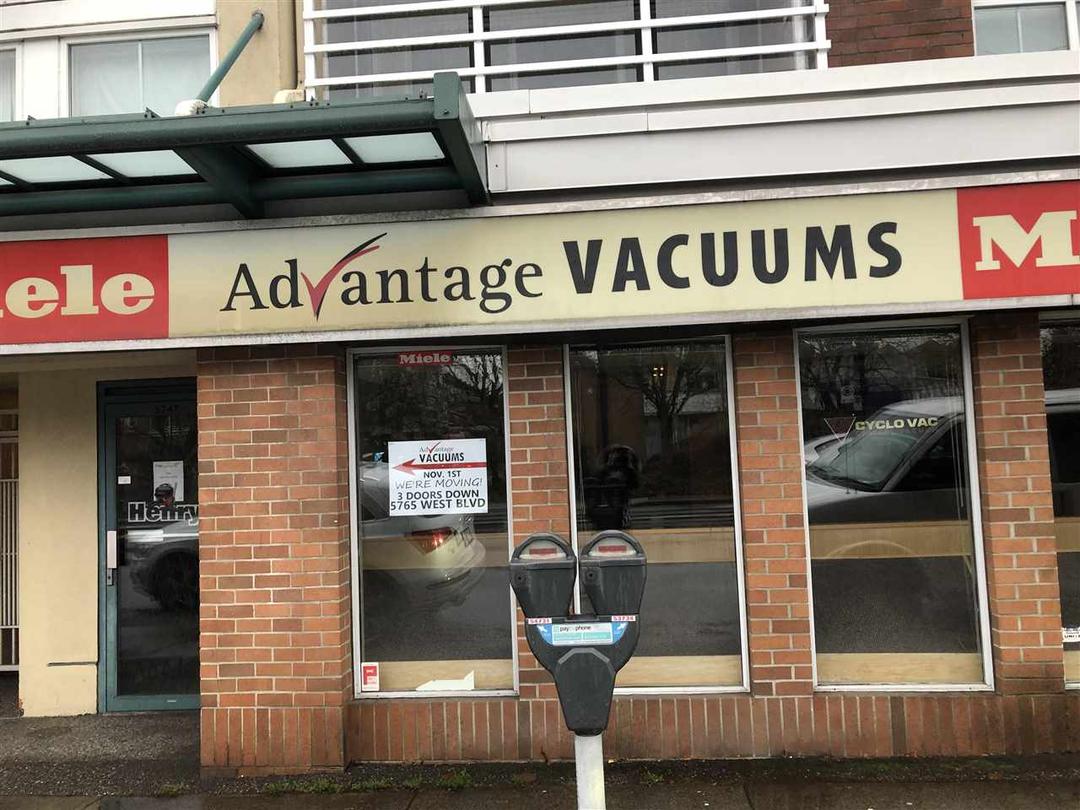 iele
Advantage VACUUMS
M
Miele
CYCLO VAC
Advantage
VACUUMS
NOV. 1ST
WE'RE MOVING!
3 DOORS DOWN
5765 WEST BLVD
Henry
pay phone